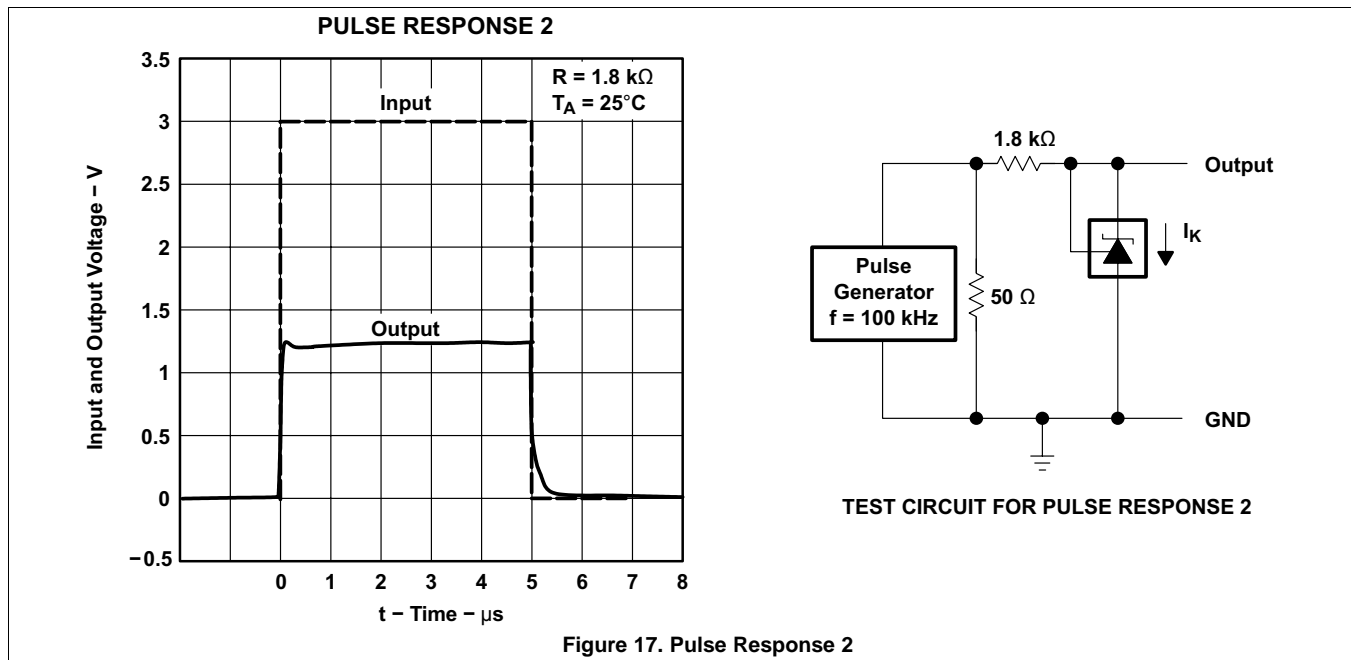 PULSE RESPONSE 2
Input and Output Voltage – V
3.5
3
2.5
2
1.5
1
0.5
0
−0.5
R = 1.8 kΩ
TA = 25°C
Input
Output
0 1 2 3 4 5 6 7 8
t – Time – μs
1.8 kΩ
Output
IK
Pulse
Generator
f = 100 kHz
50 Ω
GND
TEST CIRCUIT FOR PULSE RESPONSE 2
Figure 17. Pulse Response 2